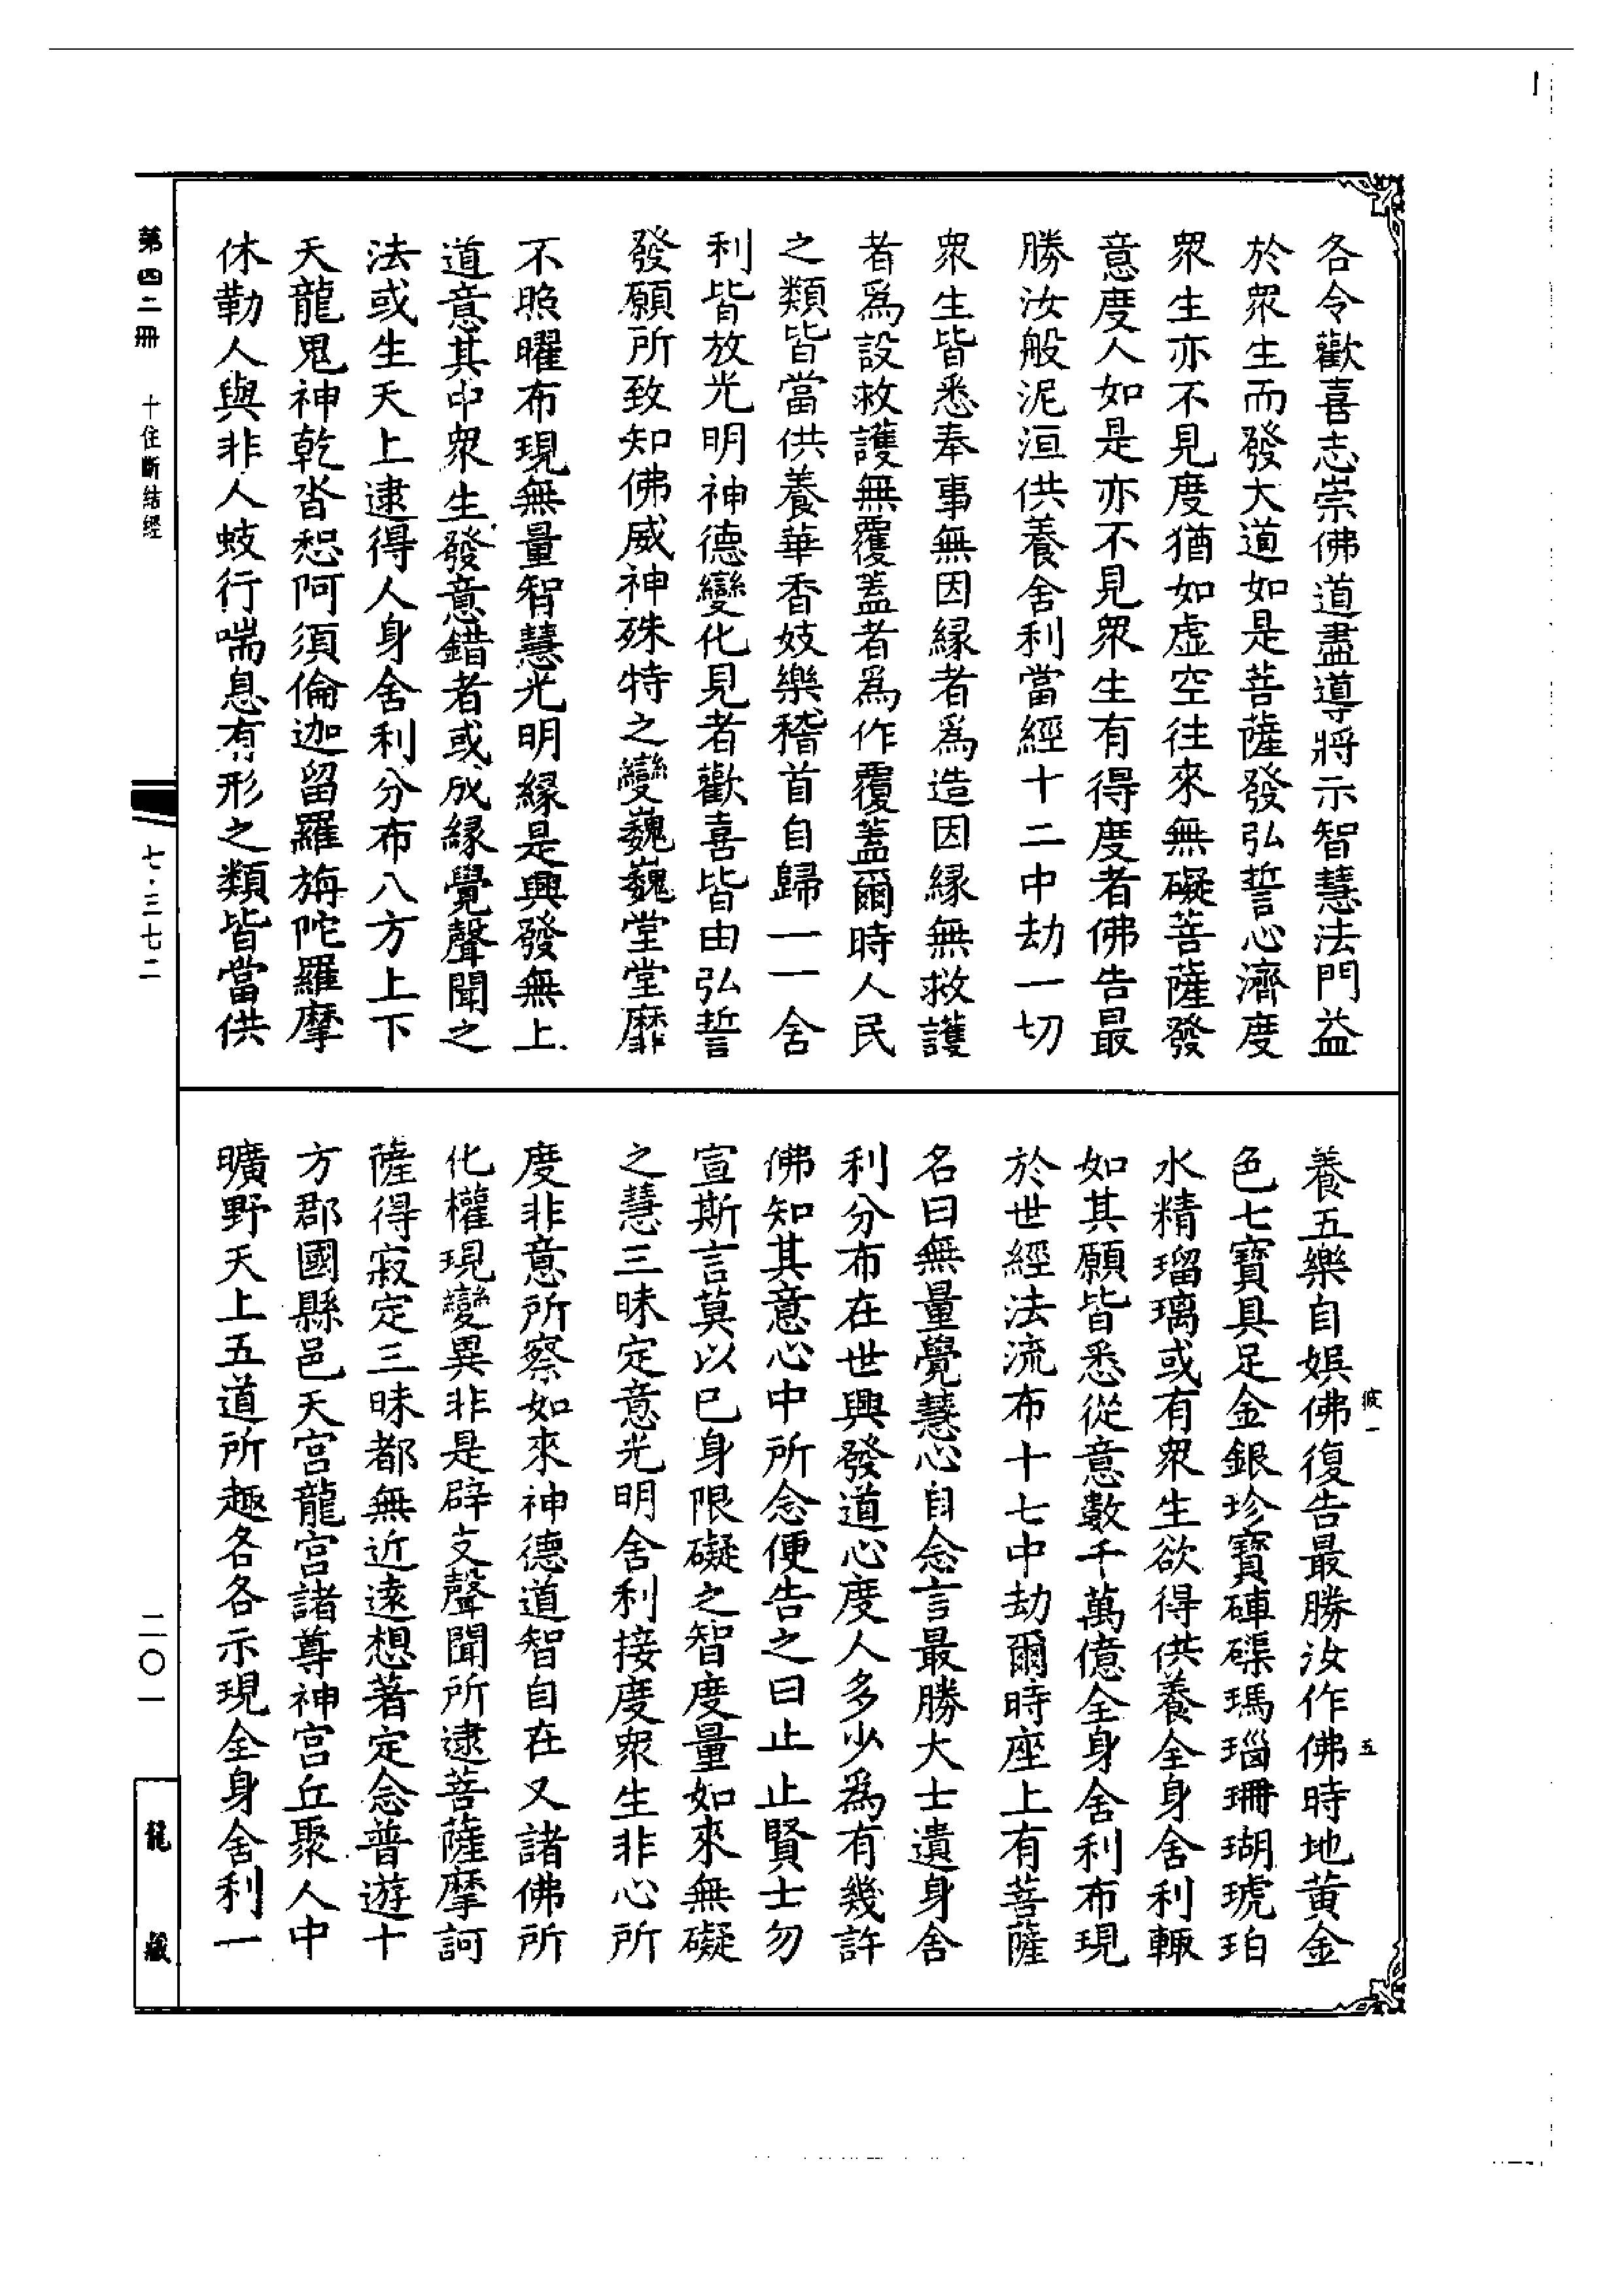 各令歡喜志崇佛道盡導將示智慧法門益
於眾生而發大道如是菩薩發弘誓心濟度
眾生亦不見度猶如虛空往來無礙菩薩發
意度人如是亦不見眾生有得度者佛告最
勝汝般泥洹供養舍利當經十二中劫一切
眾生皆悉奉事無因緣者爲造因緣無救護
者爲設救護無覆蓋者爲作覆蓋爾時人民
之類皆當供養華香妓樂稽首自歸一一舍
利皆放光明神德變化見者歡喜皆由弘誓
發願所致知佛威神殊特之變巍巍堂堂靡
不照曜布現無量智慧光明緣是興發無上
道意其中眾生發意錯者或成緣覺聲聞之
法或生天上逮得人身舍利分布八方上下
天龍鬼神乾沓惒阿須倫迦留羅旃陀羅摩
休勒人與非人蚑行喘息有形之類皆當供
養五樂自娛佛復告最勝汝作佛時地黃金
色七寶具足金銀珍寶硨磲瑪瑙珊瑚琥珀
水精瑠璃或有眾生欲得供養全身舍利輒
如其願皆悉從意數千萬億全身舍利布現
於世經法流布十七中劫爾時座上有菩薩
名曰無量覺慧心自念言最勝大士遺身舍
利分布在世興發道心度人多少爲有幾許
佛知其意心中所念便告之曰止止賢士勿
宣斯言莫以已身限礙之智度量如來無礙
之慧三昧定意光明舍利接度眾生非心所
度非意所察如來神德道智自在又諸佛所
化權現變異非是辟支聲聞所逮菩薩摩訶
薩得寂定三昧都無近遠想著定念普遊十
方郡國縣邑天宮龍宮諸尊神宮丘聚人中
曠野天上五道所趣各各示現全身舍利一
彼一
五
第四二冊
十住斷結經
七·三七二
二〇一
龍藏